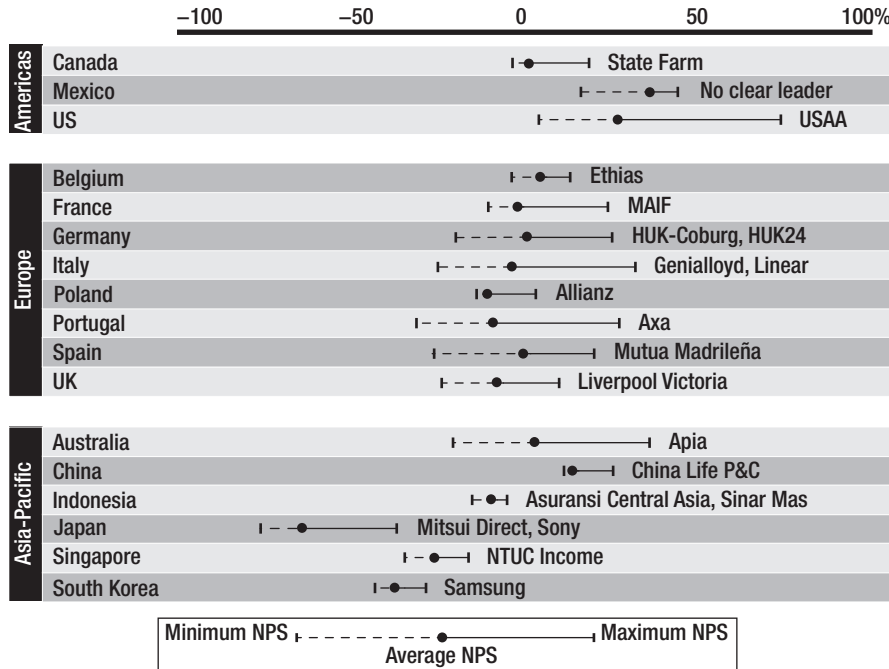 –100 –50 0 50 100%
Americas
Canada State Farm
Mexico No clear leader
US USAA
Europe
Belgium Ethias
France MAIF
Germany HUK-Coburg, HUK24
Italy Genialloyd, Linear
Poland Allianz
Portugal Axa
Spain Mutua Madrileña
UK Liverpool Victoria
Asia-Pacific
Australia Apia
China China Life P&C
Indonesia Asuransi Central Asia, Sinar Mas
Japan Mitsui Direct, Sony
Singapore NTUC Income
South Korea Samsung
Minimum NPS Maximum NPS
Average NPS